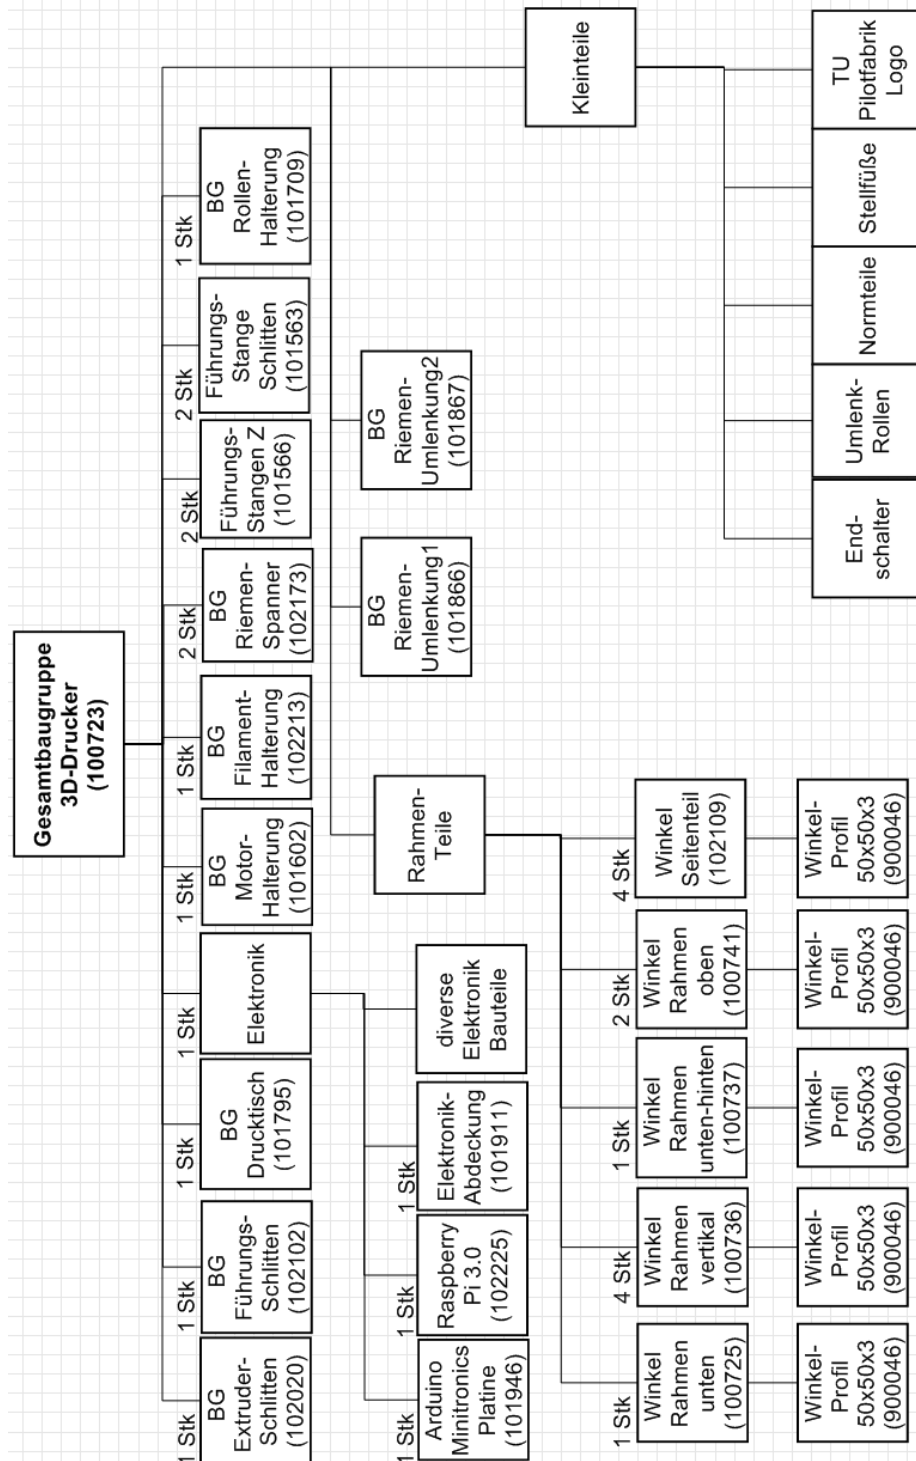 Gesamtbaugruppe
3D-Drucker
(100723)
1 Stk
BG
Extruder-
Schlitten
(102020)
1 Stk
BG
Führungs-
Schlitten
(102102)
1 Stk
BG
Drucktisch
(101795)
1 Stk
Elektronik
1 Stk
BG
Motor-
Halterung
(101602)
1 Stk
BG
Filament-
Halterung
(102213)
2 Stk
BG
Riemen-
Spanner
(102173)
2 Stk
Führungs-
Stangen Z
(101566)
2 Stk
Führungs-
Stange
Schlitten
(101563)
1 Stk
BG
Rollen-
Halterung
(101709)
1 Stk
Arduino
Minitronics
Platine
(101946)
1 Stk
Raspberry
Pi 3.0
(102225)
1 Stk
Elektronik-
Abdeckung
(101911)
diverse
Elektronik
Bauteile
Rahmen-
Teile
BG
Riemen-
Umlenkung1
(101866)
BG
Riemen-
Umlenkung2
(101867)
Kleinteile
1 Stk
Winkel
Rahmen
unten
(100725)
4 Stk
Winkel
Rahmen
vertikal
(100736)
1 Stk
Winkel
Rahmen
unten-hinten
(100737)
2 Stk
Winkel
Rahmen
oben
(100741)
4 Stk
Winkel
Seitenteil
(102109)
Winkel-
Profil
50x50x3
(900046)
Winkel-
Profil
50x50x3
(900046)
Winkel-
Profil
50x50x3
(900046)
Winkel-
Profil
50x50x3
(900046)
Winkel-
Profil
50x50x3
(900046)
End-
schalter
Umlenk-
Rollen
Normteile
Stellfüße
TU
Pilotfabrik
Logo